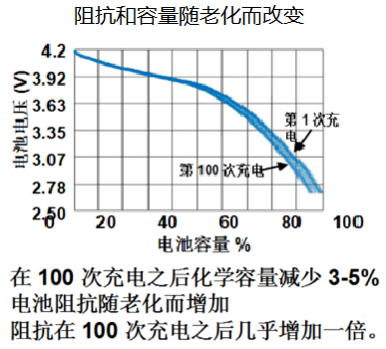 阻抗和容量随老化而改变
4.2
3.92
3.63
3.35
3.07
2.78
2.50
电池电压 (V)
第 1 次充电
第 100 次充电
0 20 40 60 80 100
电池容量 %
在 100 次充电之后化学容量减少 3-5%
电池阻抗随老化而增加
阻抗在 100 次充电之后几乎增加一倍。